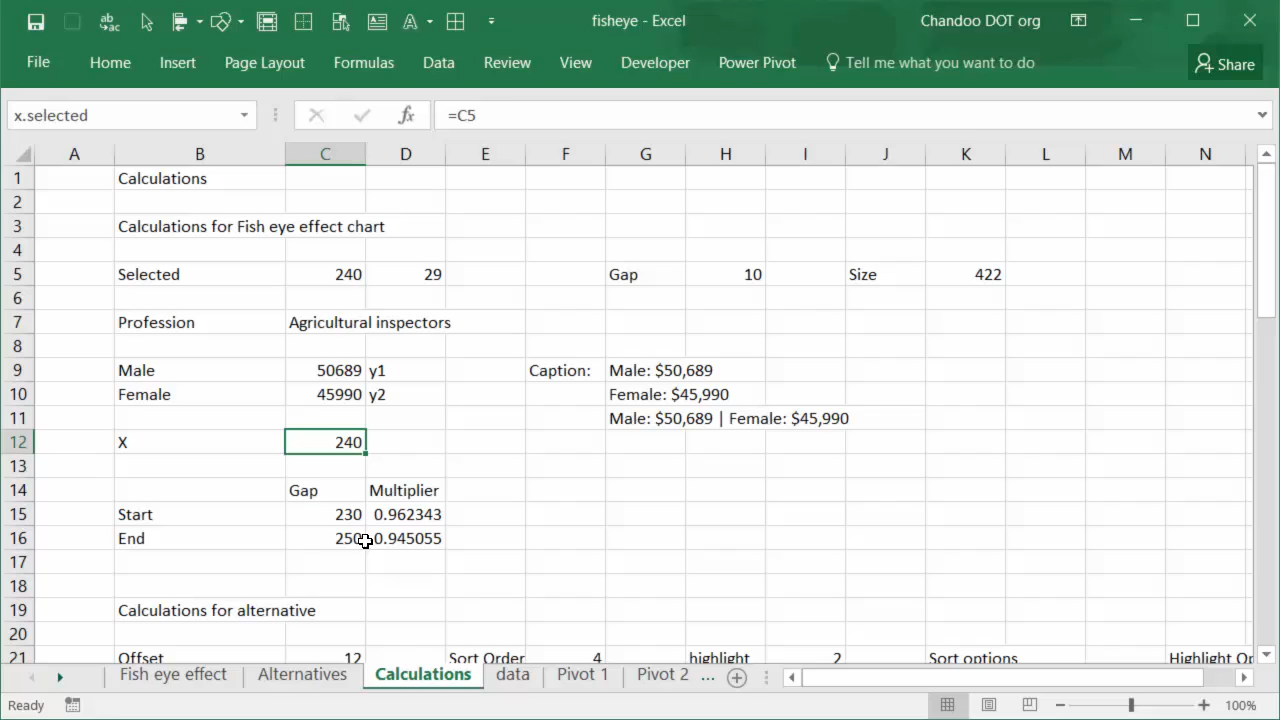 ab
ac
A
fisheye - Excel
Chandoo DOT org
File Home Insert Page Layout Formulas Data Review View Developer Power Pivot Tell me what you want to do Share
x.selected fx =C5
A B C D E F G H I J K L M N
1 Calculations
2
3 Calculations for Fish eye effect chart
4
5 Selected 240 29 Gap 10 Size 422
6
7 Profession Agricultural inspectors
8
9 Male 50689 y1 Caption: Male: $50,689
10 Female 45990 y2 Female: $45,990
11 Male: $50,689 | Female: $45,990
12 X 240
13
14 Gap Multiplier
15 Start 230 0.962343
16 End 250 0.945055
17
18
19 Calculations for alternative
20
21 Offset 12 Sort Order 4 highlight 2 Sort options Highlight Op
Fish eye effect Alternatives Calculations data Pivot 1 Pivot 2 ...
Ready 100%